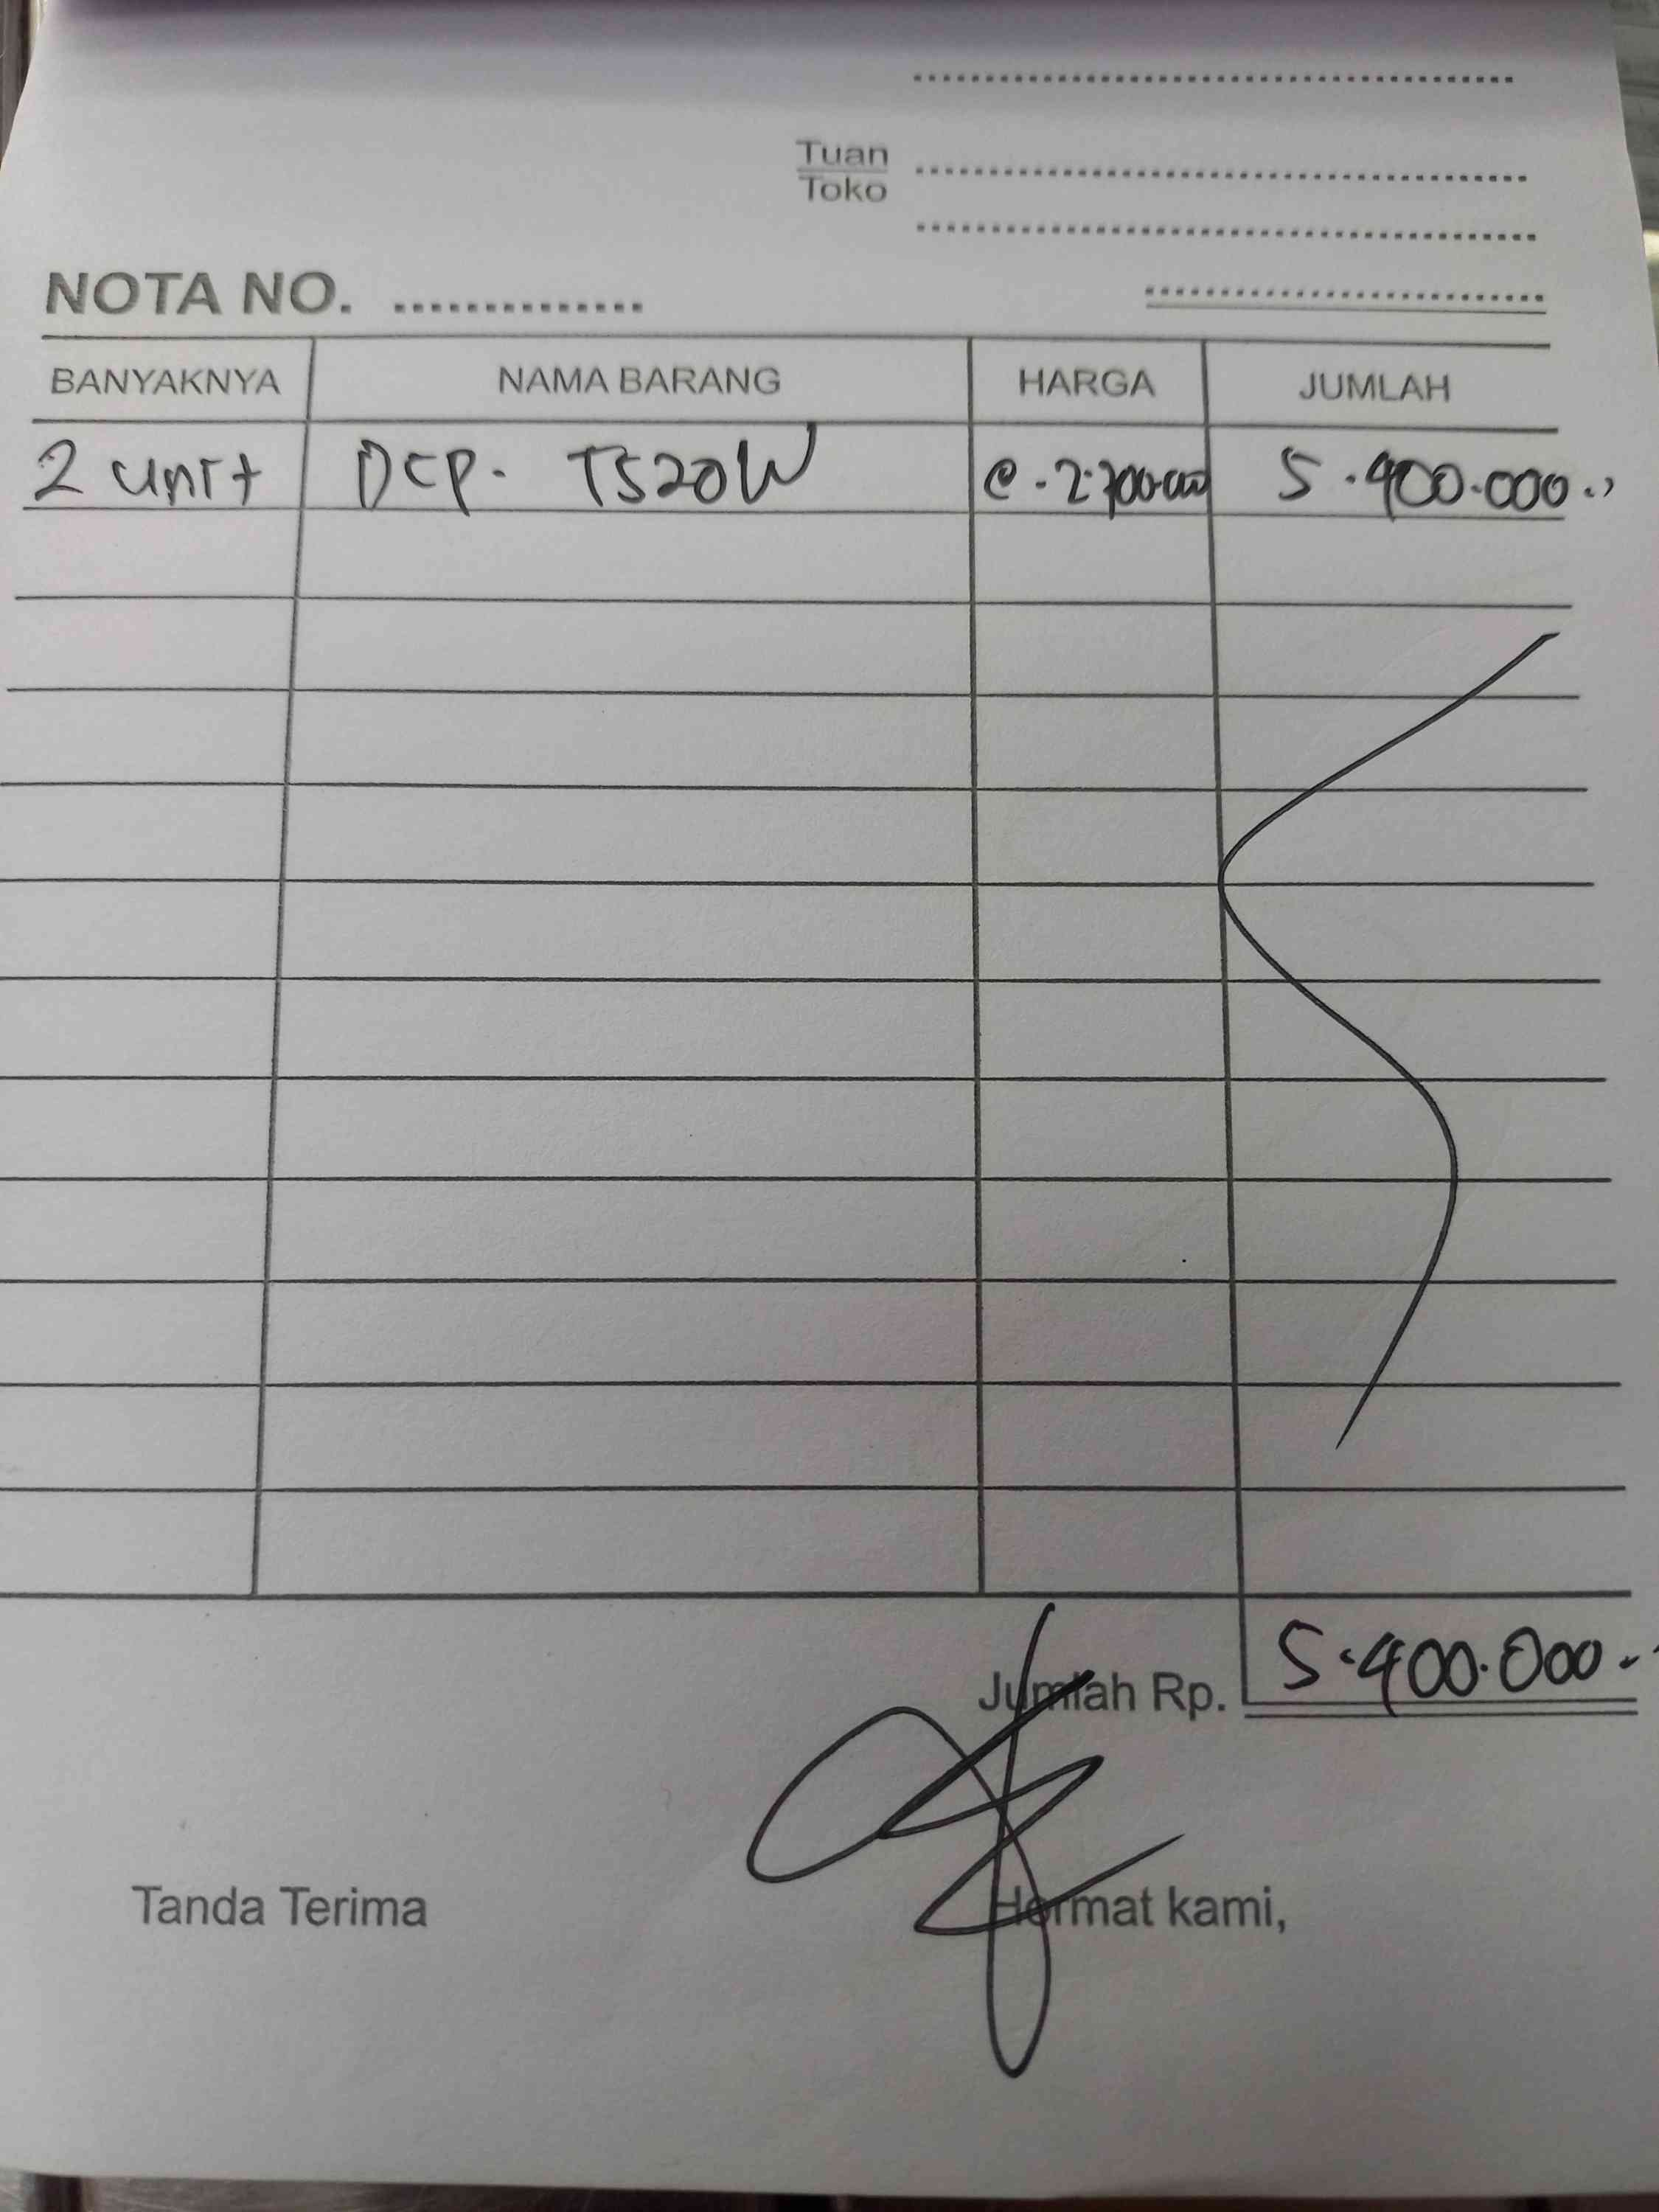 Tuan
Toko
NOTA NO. ..............
BANYAKNYA NAMA BARANG HARGA JUMLAH
2 unit DCP. T520W @.2.700.000 5.400.000.,
Jumlah Rp. 5.400.000.-
Tanda Terima Hormat kami,